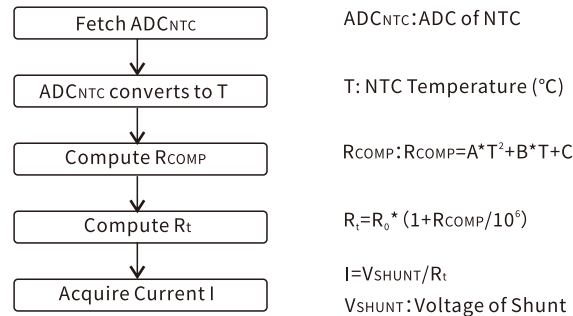 Fetch ADCNTC
ADCNTC: ADC of NTC
ADCNTC converts to T
T: NTC Temperature (°C)
Compute RCOMP
RCOMP: RCOMP=A*T²+B*T+C
Compute Rt
Rt=R0* (1+RCOMP/10⁶)
Acquire Current I
I=VSHUNT/Rt
VSHUNT: Voltage of Shunt